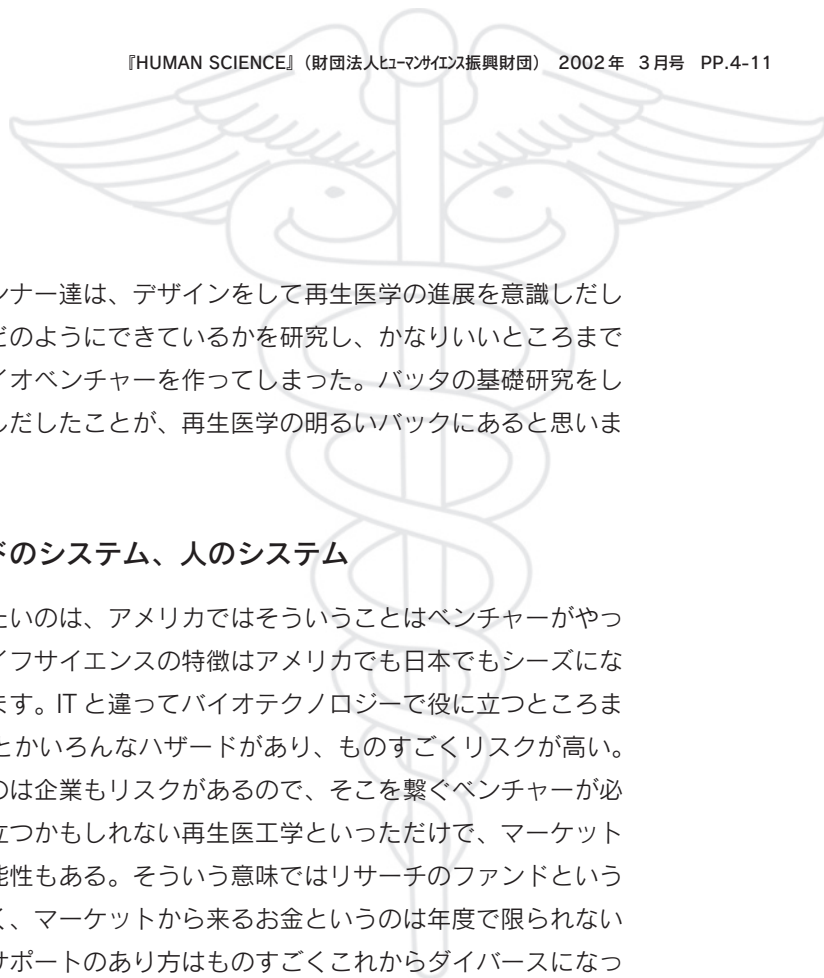 『HUMAN SCIENCE』（財団法人ﾋｭｰﾏﾝｻｲｴﾝｽ振興財団） 2002年 3月号 PP.4-11
ンナー達は、デザインをして再生医学の進展を意識しだし
どのようにできているかを研究し、かなりいいところまで
イオベンチャーを作ってしまった。バッタの基礎研究をし
しだしたことが、再生医学の明るいバックにあると思いま
ドのシステム、人のシステム
たいのは、アメリカではそういうことはベンチャーがやっ
イフサイエンスの特徴はアメリカでも日本でもシーズにな
ます。IT と違ってバイオテクノロジーで役に立つところま
とかいろんなハザードがあり、ものすごくリスクが高い。
のは企業もリスクがあるので、そこを繋ぐベンチャーが必
立つかもしれない再生医工学といっただけで、マーケット
能性もある。そういう意味ではリサーチのファンドという
く、マーケットから来るお金というのは年度で限られない
サポートのあり方はものすごくこれからダイバースになっ